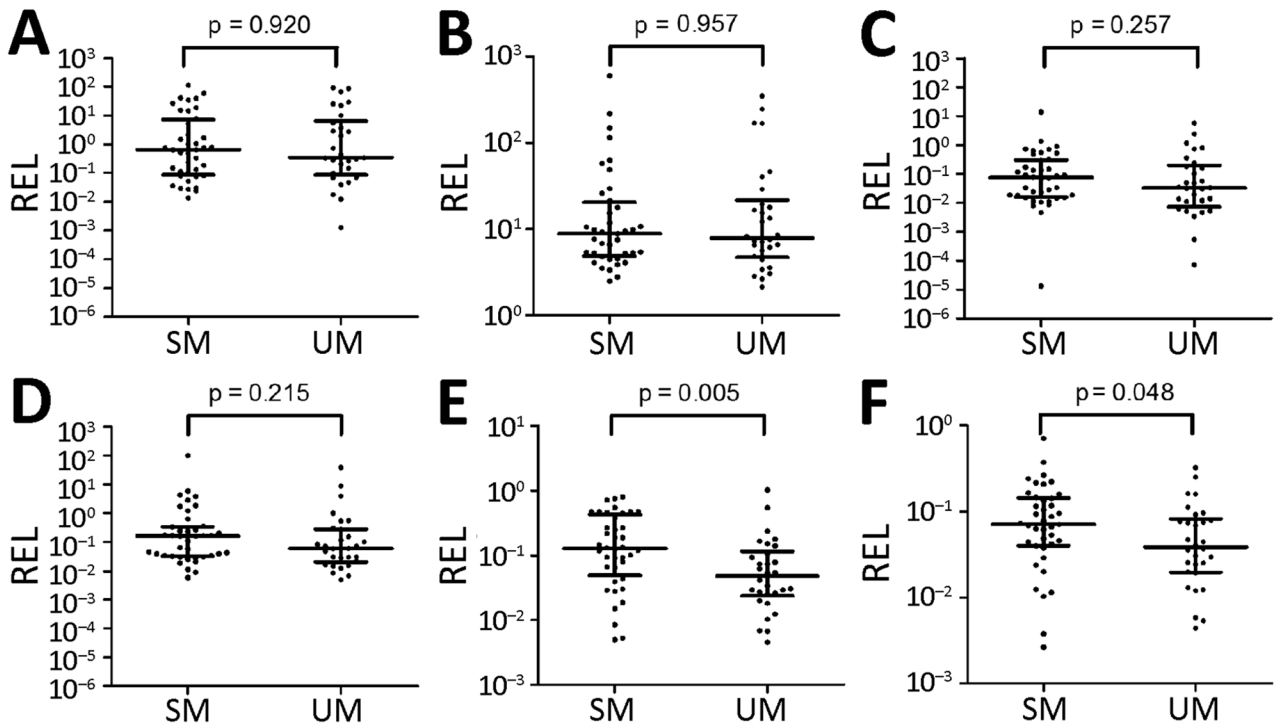 A
p = 0.920
REL
10³
10²
10¹
10⁰
10⁻¹
10⁻²
10⁻³
10⁻⁴
10⁻⁵
10⁻⁶
SM UM
B
p = 0.957
REL
10³
10²
10¹
10⁰
SM UM
C
p = 0.257
REL
10³
10²
10¹
10⁰
10⁻¹
10⁻²
10⁻³
10⁻⁴
10⁻⁵
10⁻⁶
SM UM
D
p = 0.215
REL
10³
10²
10¹
10⁰
10⁻¹
10⁻²
10⁻³
10⁻⁴
10⁻⁵
10⁻⁶
SM UM
E
p = 0.005
REL
10¹
10⁰
10⁻¹
10⁻²
10⁻³
SM UM
F
p = 0.048
REL
10⁰
10⁻¹
10⁻²
10⁻³
SM UM